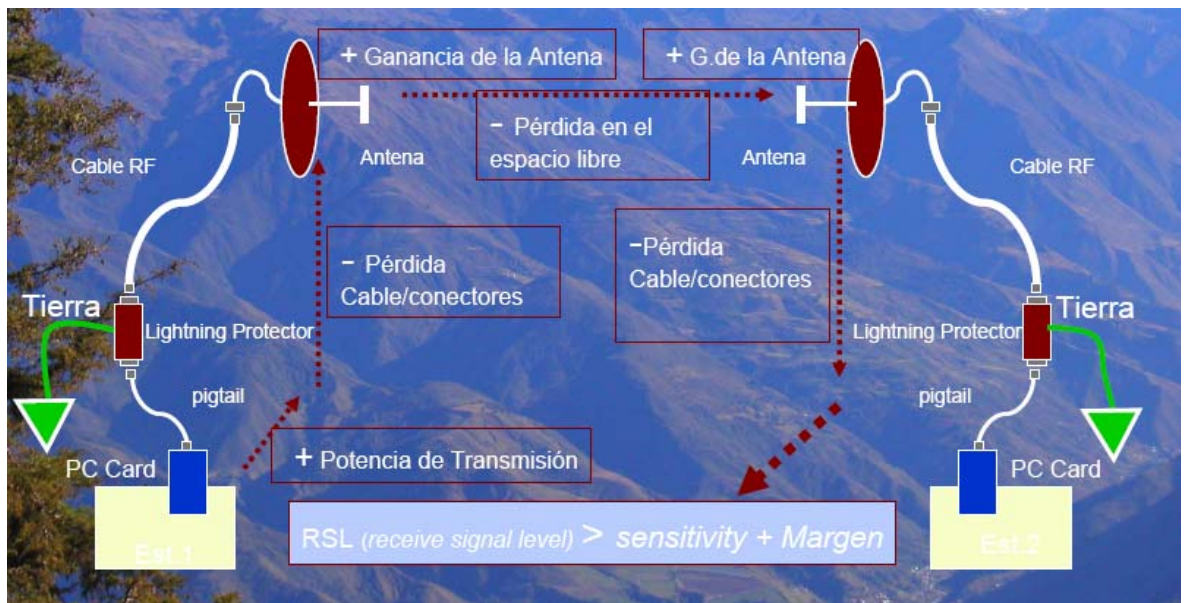 + Ganancia de la Antena
+ G.de la Antena
- Pérdida en el
espacio libre
Antena
Antena
Cable RF
Cable RF
- Pérdida
Cable/conectores
-Pérdida
Cable/conectores
Tierra
Tierra
Lightning Protector
Lightning Protector
pigtail
pigtail
+ Potencia de Transmisión
PC Card
PC Card
RSL (receive signal level) > sensitivity + Margen
Est.1
Est.2